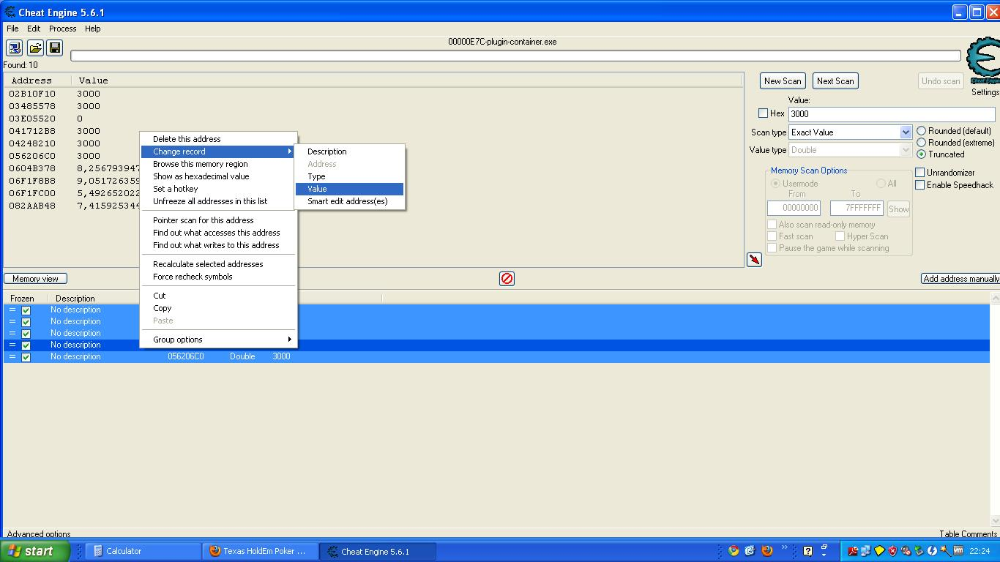 Cheat Engine 5.6.1
File Edit Process Help
00000E7C-plugin-container.exe
Found: 10
Address Value
02B10F10 3000
03485578 3000
03E05520 0
041712B8 3000
04248210 3000
056206C0 3000
0604B378 8,256793947
06F1F8B8 9,051726359
06F1FC00 5,492652022
082AAB48 7,415925344
Delete this address
Change record
Browse this memory region
Show as hexadecimal value
Set a hotkey
Unfreeze all addresses in this list
Pointer scan for this address
Find out what accesses this address
Find out what writes to this address
Recalculate selected addresses
Force recheck symbols
Cut
Copy
Paste
Group options
Description
Address
Type
Value
Smart edit address(es)
New Scan Next Scan Undo scan
Cheat Engine
Settings
Value:
Hex 3000
Scan type Exact Value
Value type Double
Rounded (default)
Rounded (extreme)
Truncated
Memory Scan Options
Usermode All
From To
00000000 7FFFFFFF Show
Also scan read-only memory
Fast scan Hyper Scan
Pause the game while scanning
Unrandomizer
Enable Speedhack
Memory view
Add address manually
Frozen Description
= No description
= No description
= No description
= No description
= No description 056206C0 Double 3000
Advanced options Table Comments
start Calculator Texas HoldEm Poker ... Cheat Engine 5.6.1 22:24